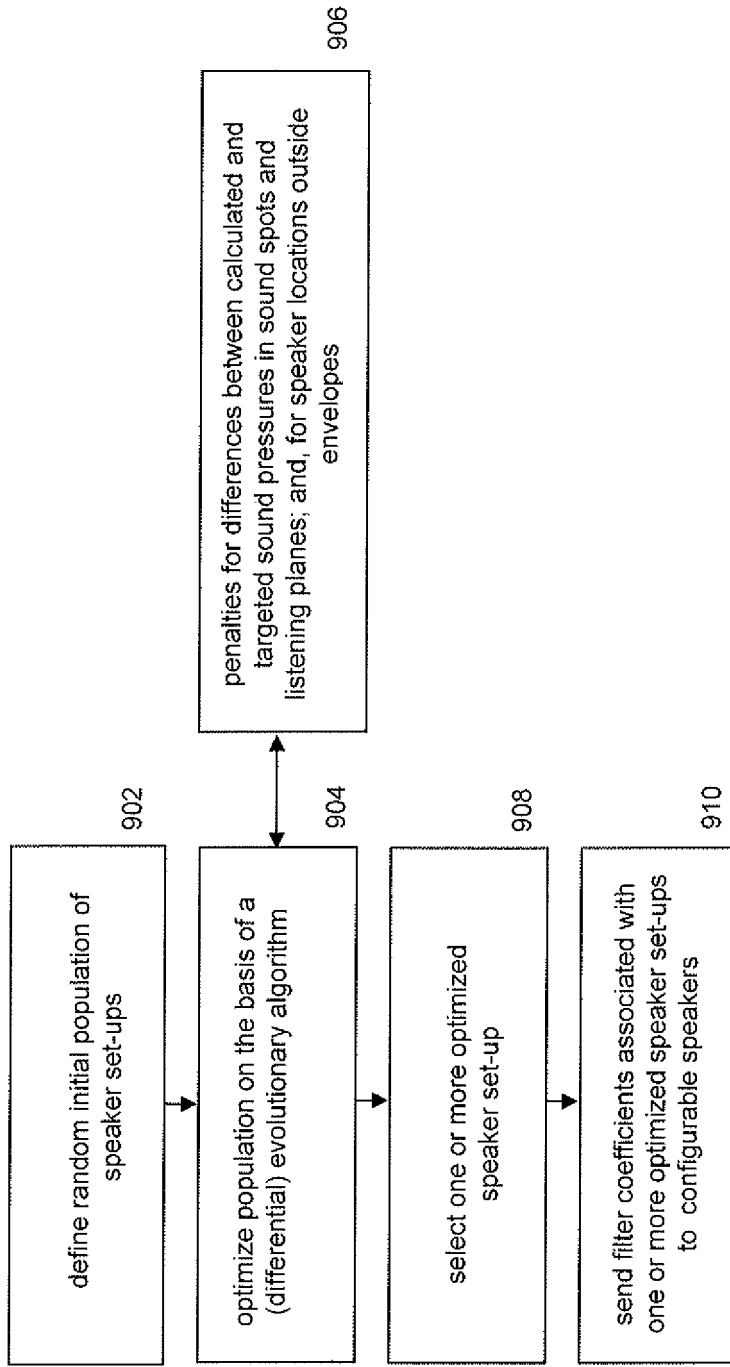 define random initial population of
speaker set-ups
902
optimize population on the basis of a
(differential) evolutionary algorithm
904
penalties for differences between calculated and
targeted sound pressures in sound spots and
listening planes; and, for speaker locations outside
envelopes
906
select one or more optimized
speaker set-up
908
send filter coefficients associated with
one or more optimized speaker set-ups
to configurable speakers
910